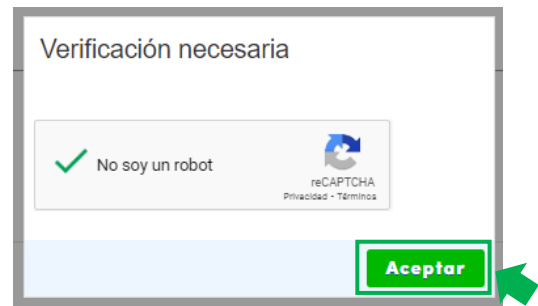 Verificación necesaria
No soy un robot
reCAPTCHA
Privacidad - Términos
Aceptar